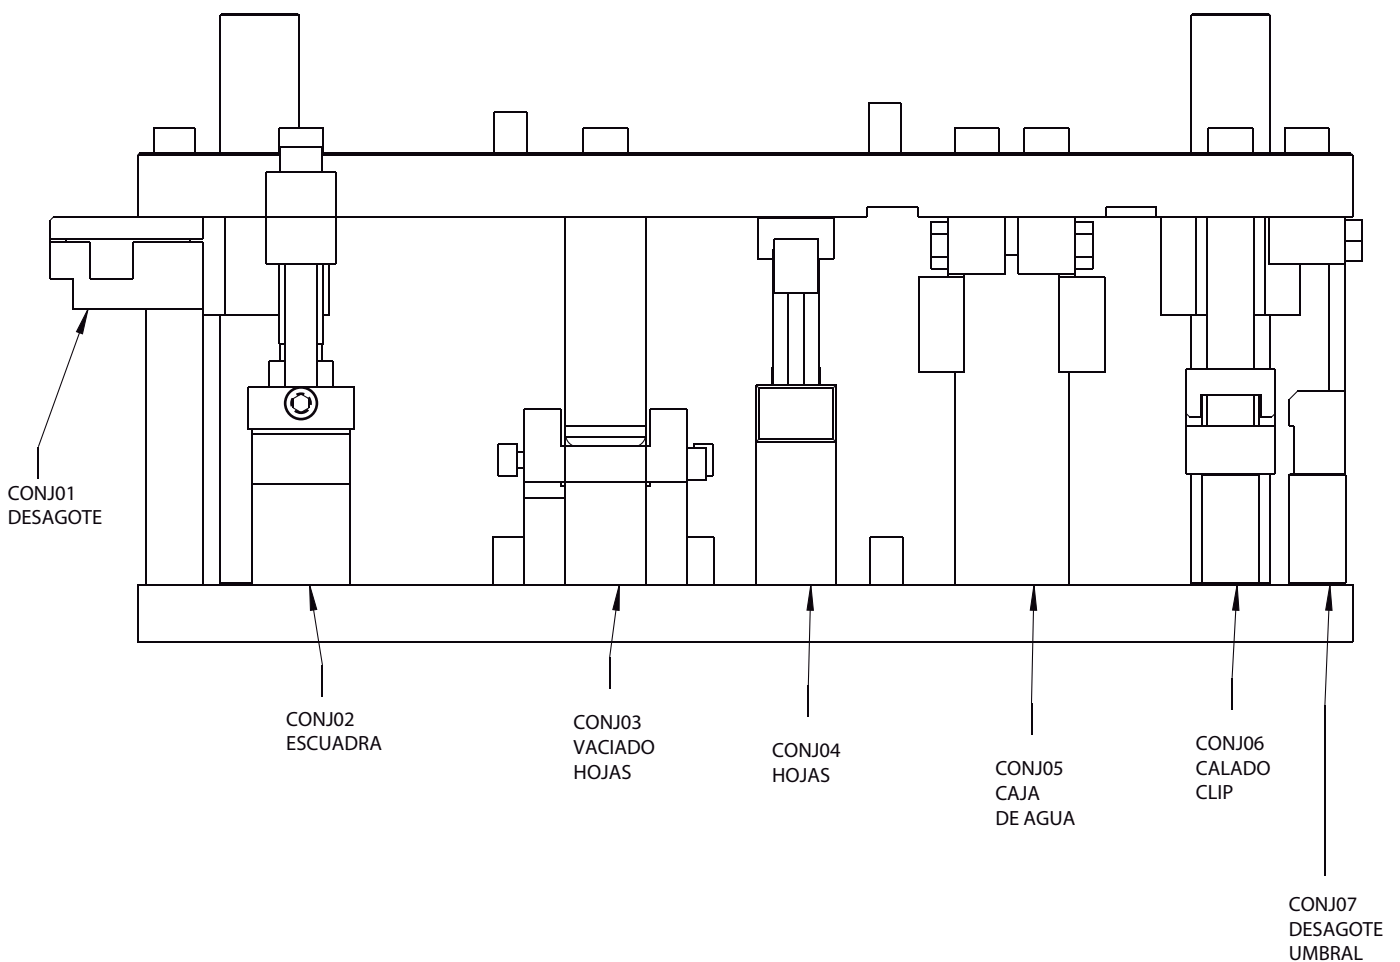 CONJ01
DESAGOTE
CONJ02
ESCUADRA
CONJ03
VACIADO
HOJAS
CONJ04
HOJAS
CONJ05
CAJA
DE AGUA
CONJ06
CALADO
CLIP
CONJ07
DESAGOTE
UMBRAL